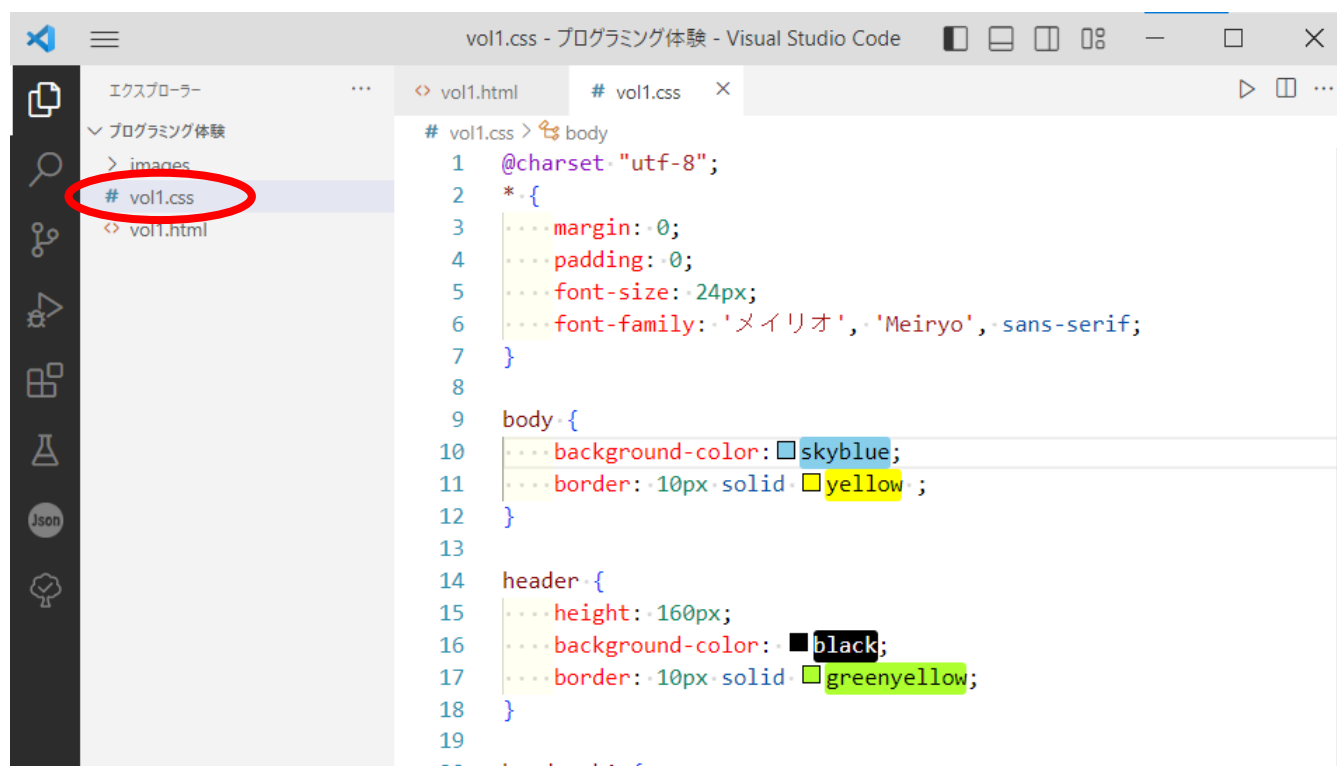 vol1.css - プログラミング体験 - Visual Studio Code
エクスプローラー
プログラミング体験
images
# vol1.css
vol1.html
Json
vol1.html
# vol1.css
# vol1.css > body
1 @charset "utf-8";
2 * {
3 margin: 0;
4 padding: 0;
5 font-size: 24px;
6 font-family: 'メイリオ', 'Meiryo', sans-serif;
7 }
8
9 body {
10 background-color: skyblue;
11 border: 10px solid yellow ;
12 }
13
14 header {
15 height: 160px;
16 background-color: black;
17 border: 10px solid greenyellow;
18 }
19